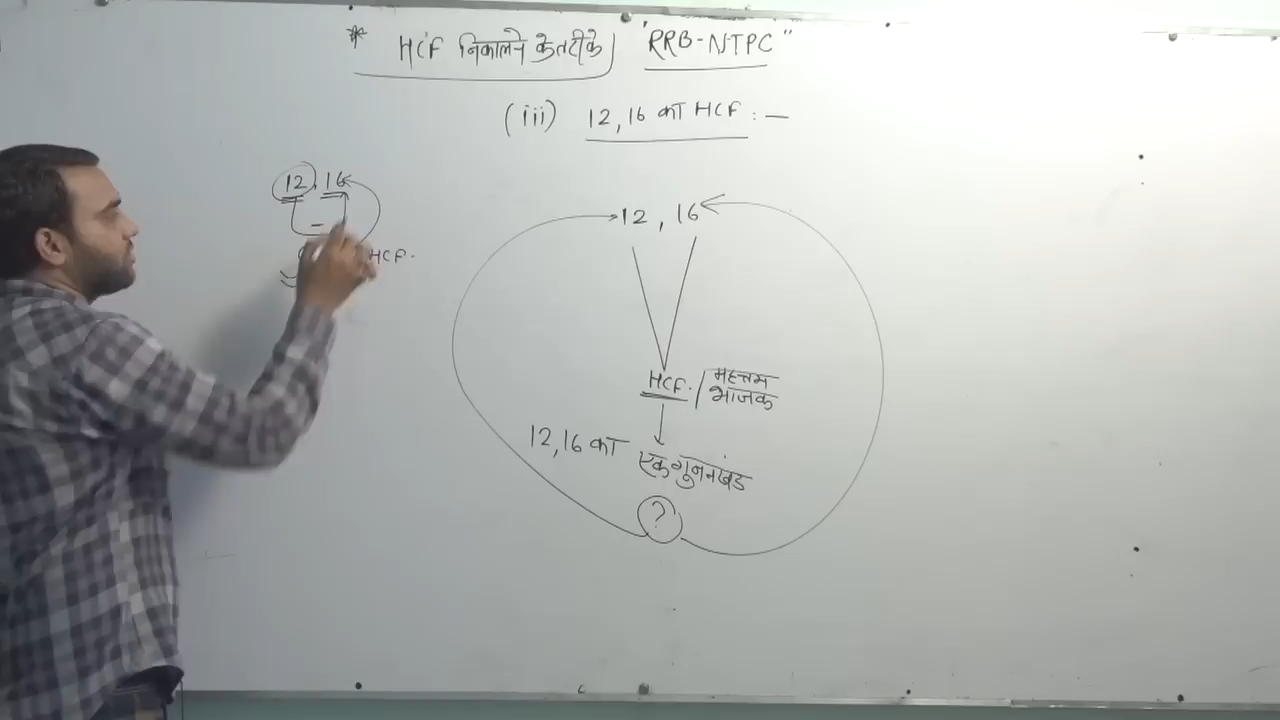 * HCF निकालने के तरीके "RRB-NTPC"
(iii) 12, 16 का HCF : —
12, 16
HCF.
12, 16
HCF. / महत्तम भाजक
12, 16 का एक गुननखंड
?